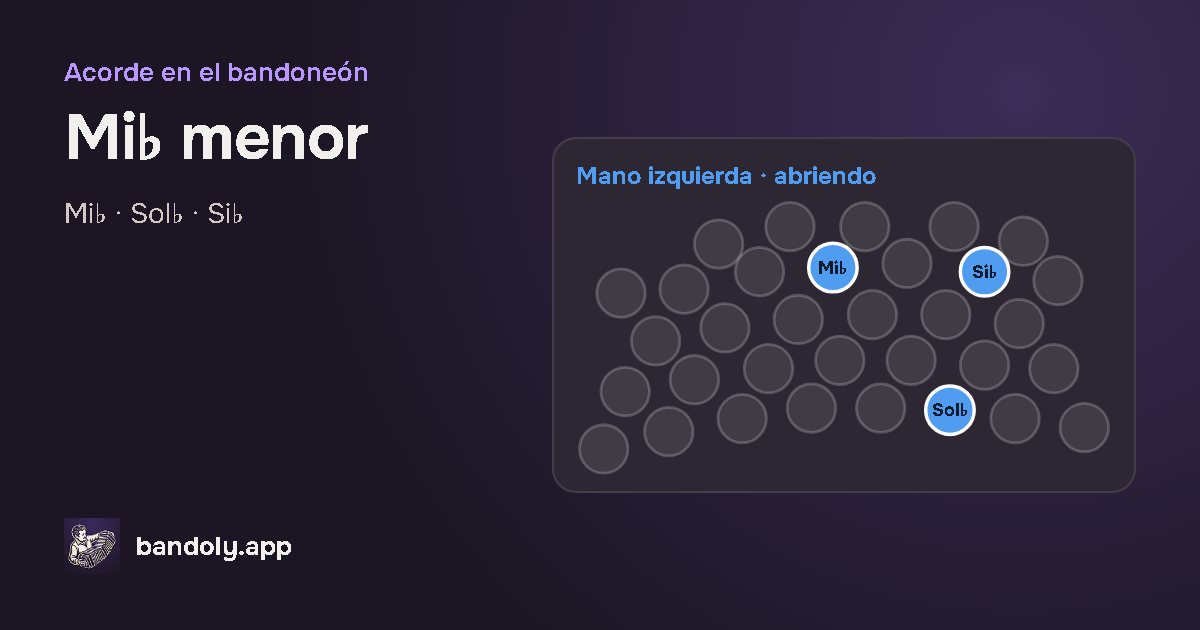 Acorde en el bandoneón
Mi♭ menor
Mi♭ · Sol♭ · Si♭
Mano izquierda · abriendo
Mi♭
Si♭
Sol♭
bandoly.app